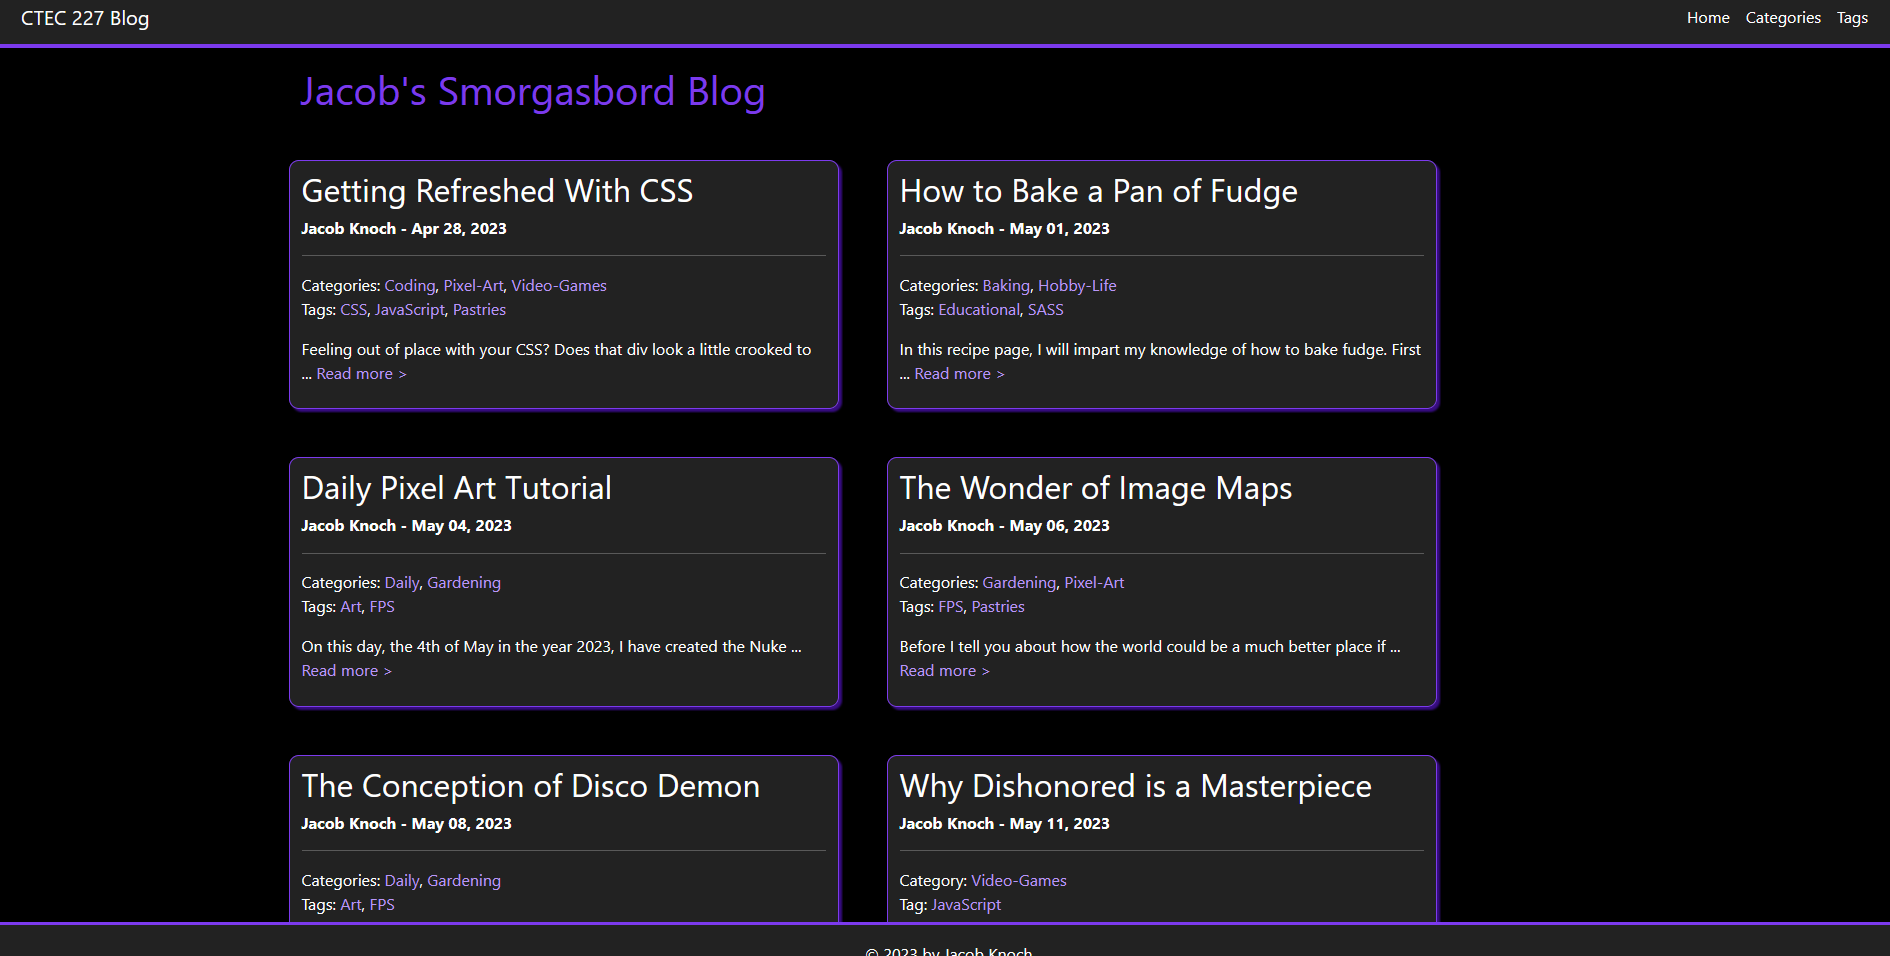 CTEC 227 Blog
Home Categories Tags
Jacob's Smorgasbord Blog
Getting Refreshed With CSS
Jacob Knoch - Apr 28, 2023
Categories: Coding, Pixel-Art, Video-Games
Tags: CSS, JavaScript, Pastries
Feeling out of place with your CSS? Does that div look a little crooked to
... Read more >
How to Bake a Pan of Fudge
Jacob Knoch - May 01, 2023
Categories: Baking, Hobby-Life
Tags: Educational, SASS
In this recipe page, I will impart my knowledge of how to bake fudge. First
... Read more >
Daily Pixel Art Tutorial
Jacob Knoch - May 04, 2023
Categories: Daily, Gardening
Tags: Art, FPS
On this day, the 4th of May in the year 2023, I have created the Nuke ...
Read more >
The Wonder of Image Maps
Jacob Knoch - May 06, 2023
Categories: Gardening, Pixel-Art
Tags: FPS, Pastries
Before I tell you about how the world could be a much better place if ...
Read more >
The Conception of Disco Demon
Jacob Knoch - May 08, 2023
Categories: Daily, Gardening
Tags: Art, FPS
Why Dishonored is a Masterpiece
Jacob Knoch - May 11, 2023
Category: Video-Games
Tag: JavaScript
© 2023 by Jacob Knoch